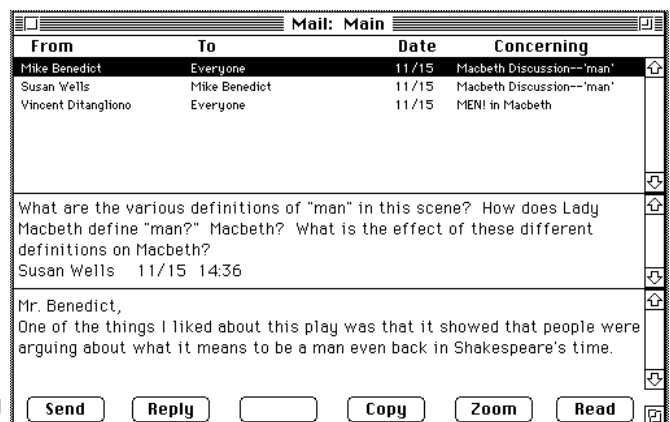 Mail: Main
From To Date Concerning
Mike Benedict Everyone 11/15 Macbeth Discussion--'man'
Susan Wells Mike Benedict 11/15 Macbeth Discussion--'man'
Vincent Ditangliono Everyone 11/15 MEN! in Macbeth
What are the various definitions of "man" in this scene? How does Lady
Macbeth define "man?" Macbeth? What is the effect of these different
definitions on Macbeth?
Susan Wells 11/15 14:36
Mr. Benedict,
One of the things I liked about this play was that it showed that people were
arguing about what it means to be a man even back in Shakespeare's time.
Send Reply Copy Zoom Read